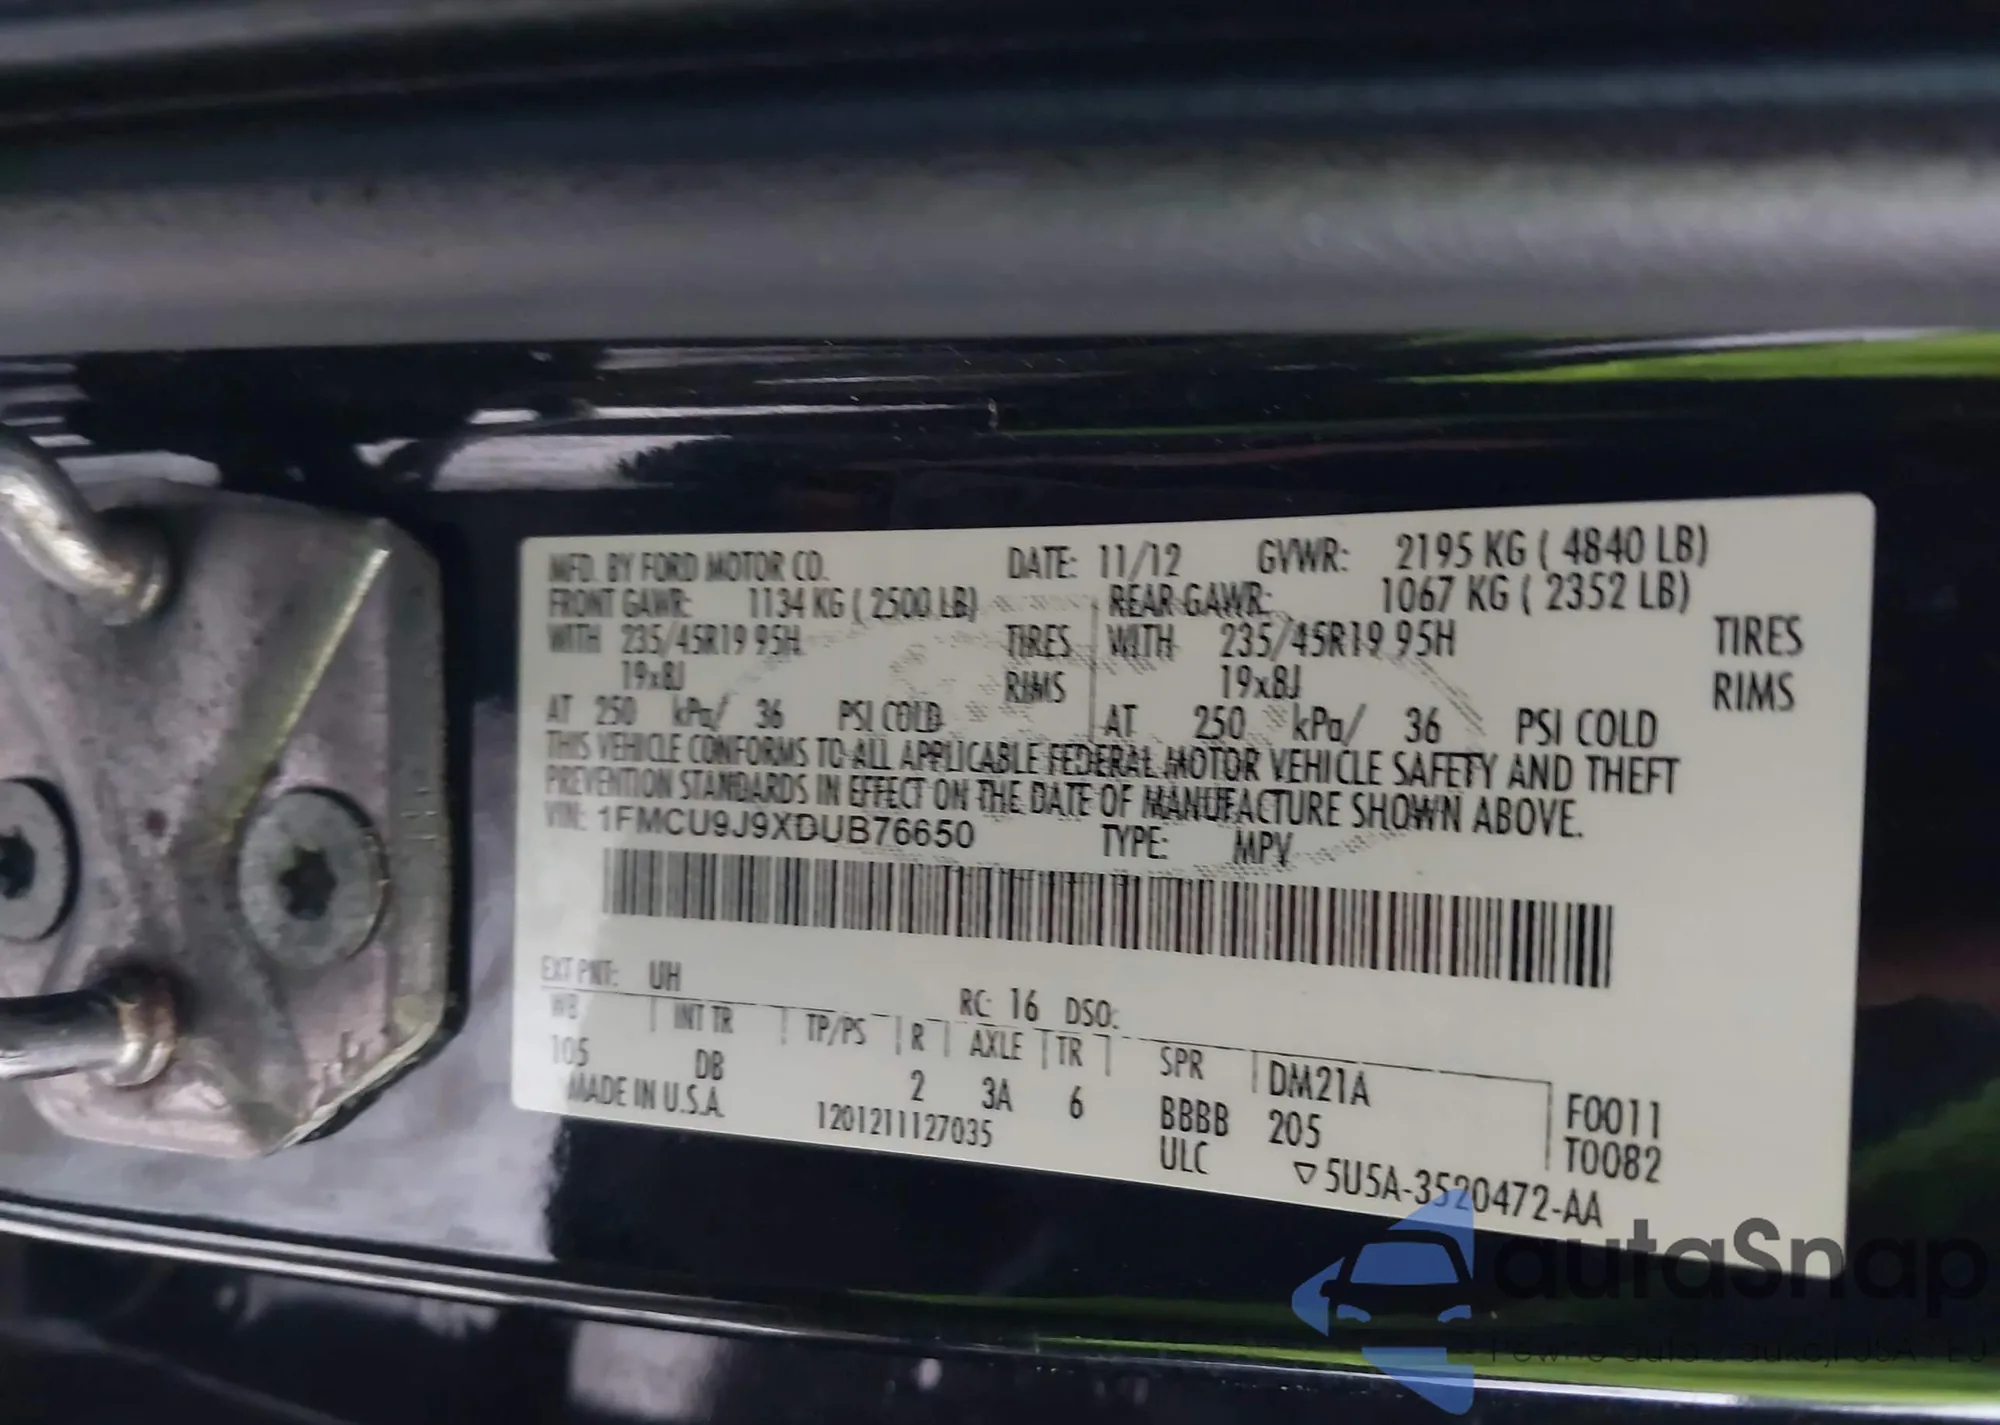 MFD. BY FORD MOTOR CO. DATE: 11/12 GVWR: 2195 KG ( 4840 LB)
FRONT GAWR: 1134 KG ( 2500 LB) REAR GAWR: 1067 KG ( 2352 LB)
WITH 235/45R19 95H TIRES WITH 235/45R19 95H TIRES
19x8J RIMS 19x8J RIMS
AT 250 kPa/ 36 PSI COLD AT 250 kPa/ 36 PSI COLD
THIS VEHICLE CONFORMS TO ALL APPLICABLE FEDERAL MOTOR VEHICLE SAFETY AND THEFT
PREVENTION STANDARDS IN EFFECT ON THE DATE OF MANUFACTURE SHOWN ABOVE.
VIN: 1FMCU9J9XDUB76650 TYPE: MPV
EXT PNT: UH RC: 16 DSO:
WB INT TR TP/PS R AXLE TR SPR DM21A F0011
105 DB 2 3A 6 BBBB 205 T0082
MADE IN U.S.A. 1201211127035 ULC ▽5U5A-3520472-AA
autaSnap